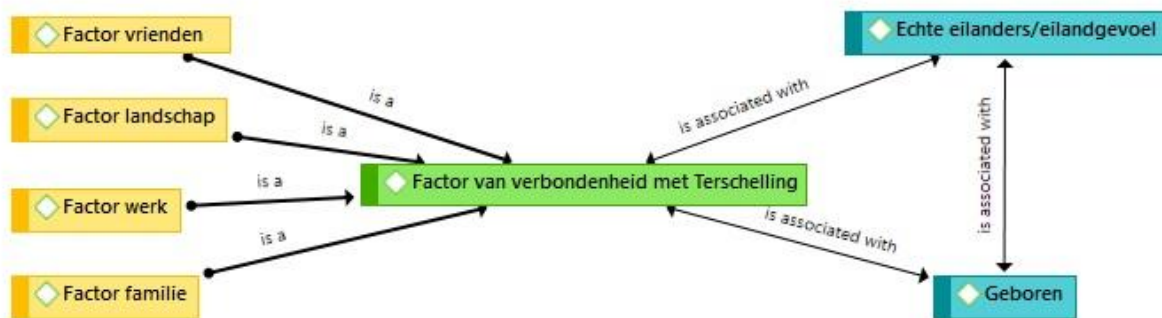 Factor vrienden
Echte eilanders/eilandgevoel
is a
is associated with
Factor landschap
is a
is associated with
Factor van verbondenheid met Terschelling
is a
Factor werk
is associated with
is a
Factor familie
Geboren